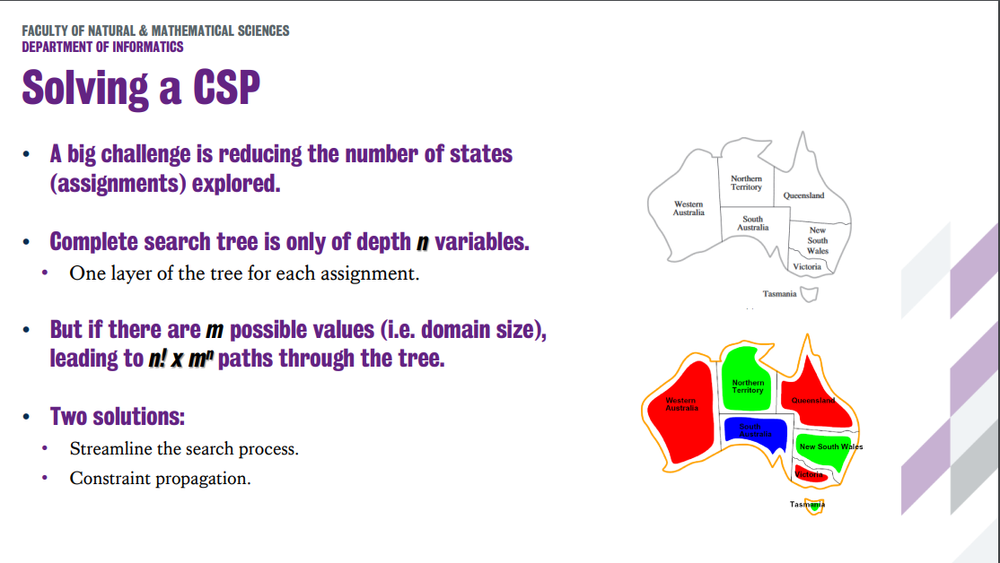 FACULTY OF NATURAL & MATHEMATICAL SCIENCES
DEPARTMENT OF INFORMATICS
Solving a CSP
• A big challenge is reducing the number of states
(assignments) explored.
• Complete search tree is only of depth n variables.
• One layer of the tree for each assignment.
• But if there are m possible values (i.e. domain size),
leading to n! x mⁿ paths through the tree.
• Two solutions:
• Streamline the search process.
• Constraint propagation.
Western
Australia
Northern
Territory
South
Australia
Queensland
New
South
Wales
Victoria
Tasmania
Western
Australia
Northern
Territory
South
Australia
Queensland
New South Wales
Victoria
Tasmania